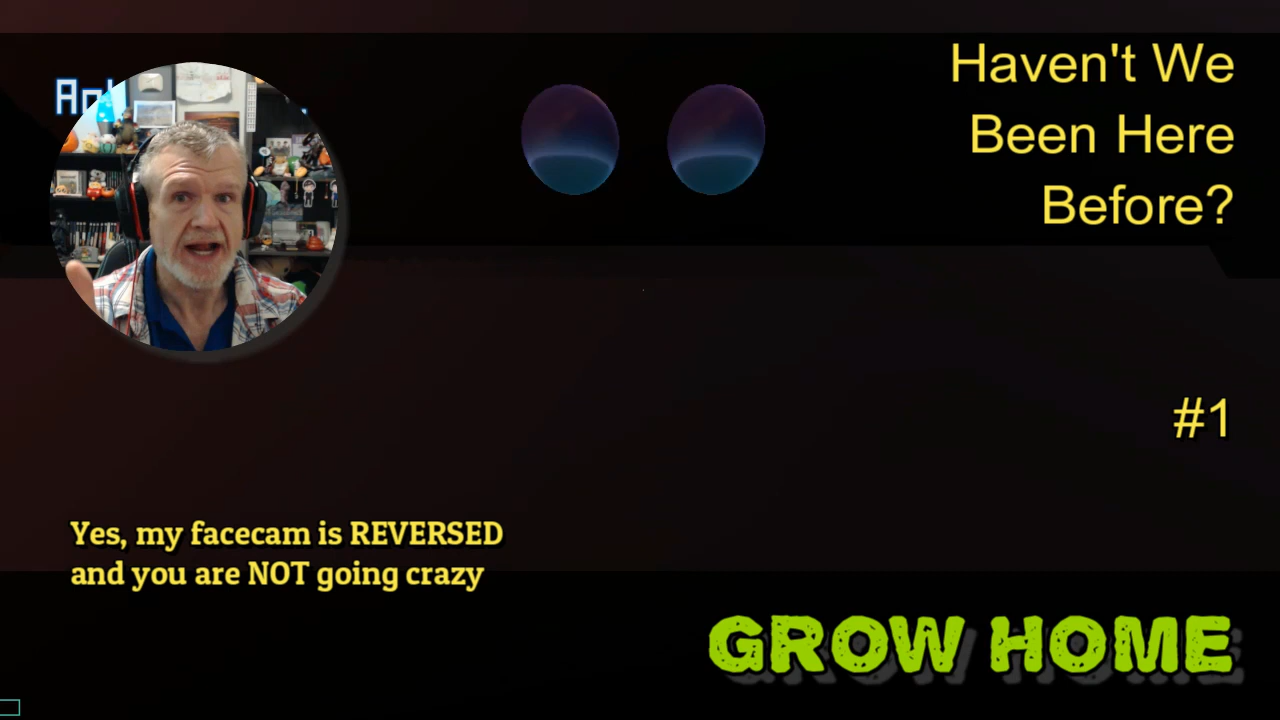 Haven't We
Been Here
Before?
#1
Yes, my facecam is REVERSED
and you are NOT going crazy
GROW HOME